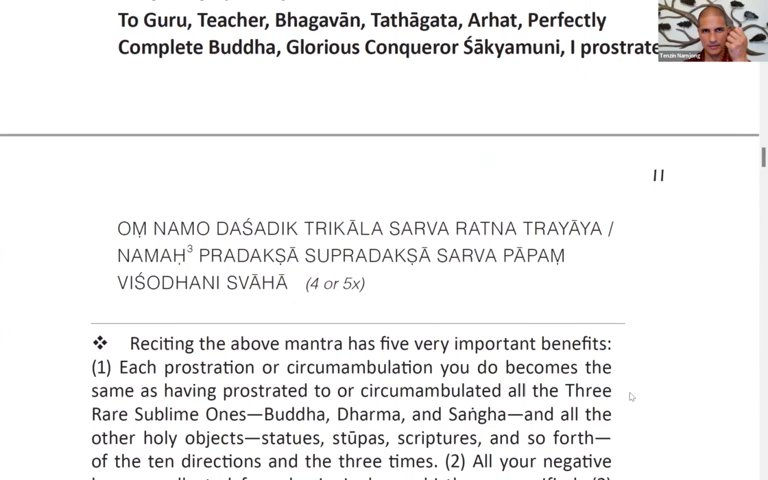 To Guru, Teacher, Bhagavān, Tathāgata, Arhat, Perfectly
Complete Buddha, Glorious Conqueror Śākyamuni, I prostrate
Tenzin Namjong
11
OṂ NAMO DAŚADIK TRIKĀLA SARVA RATNA TRAYĀYA /
NAMAḤ³ PRADAKṢĀ SUPRADAKṢĀ SARVA PĀPAṂ
VIŚODHANI SVĀHĀ (4 or 5x)
❖ Reciting the above mantra has five very important benefits:
(1) Each prostration or circumambulation you do becomes the
same as having prostrated to or circumambulated all the Three
Rare Sublime Ones—Buddha, Dharma, and Saṅgha—and all the
other holy objects—statues, stūpas, scriptures, and so forth—
of the ten directions and the three times. (2) All your negative